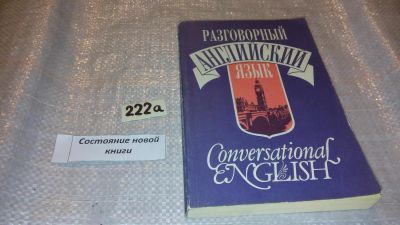 РАЗГОВОРНЫЙ
АНГЛИЙСКИЙ
ЯЗЫК
Conversational
ENGLISH
222а
Состояние новой
книги